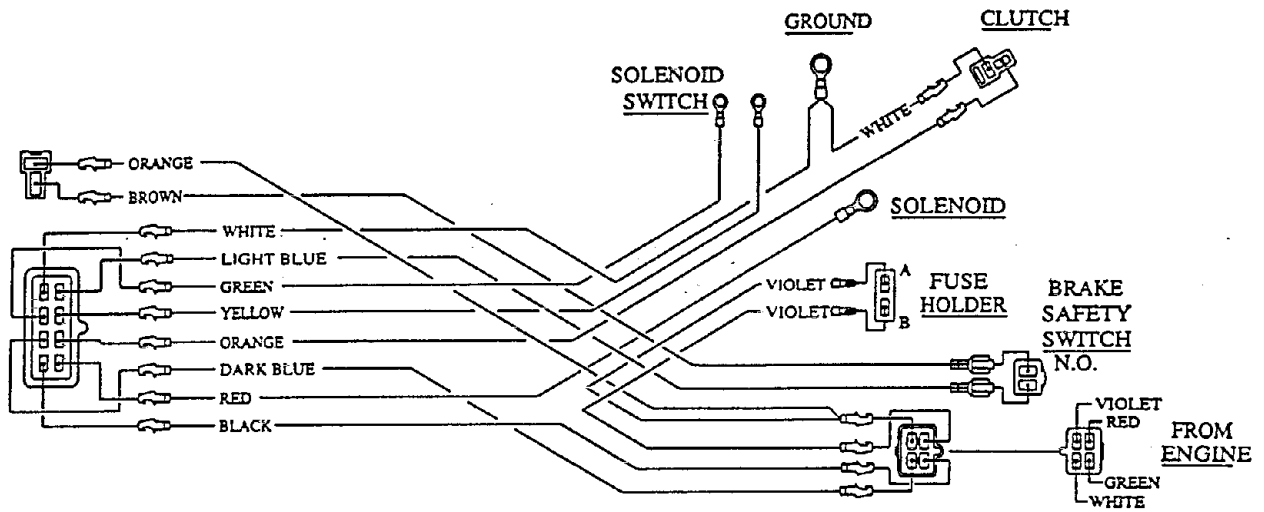 GROUND
CLUTCH
SOLENOID
SWITCH
WHITE
ORANGE
BROWN
SOLENOID
WHITE
LIGHT BLUE
GREEN
YELLOW
ORANGE
DARK BLUE
RED
BLACK
VIOLET
A
FUSE
HOLDER
VIOLET
B
BRAKE
SAFETY
SWITCH
N.O.
VIOLET
RED
FROM
ENGINE
GREEN
WHITE